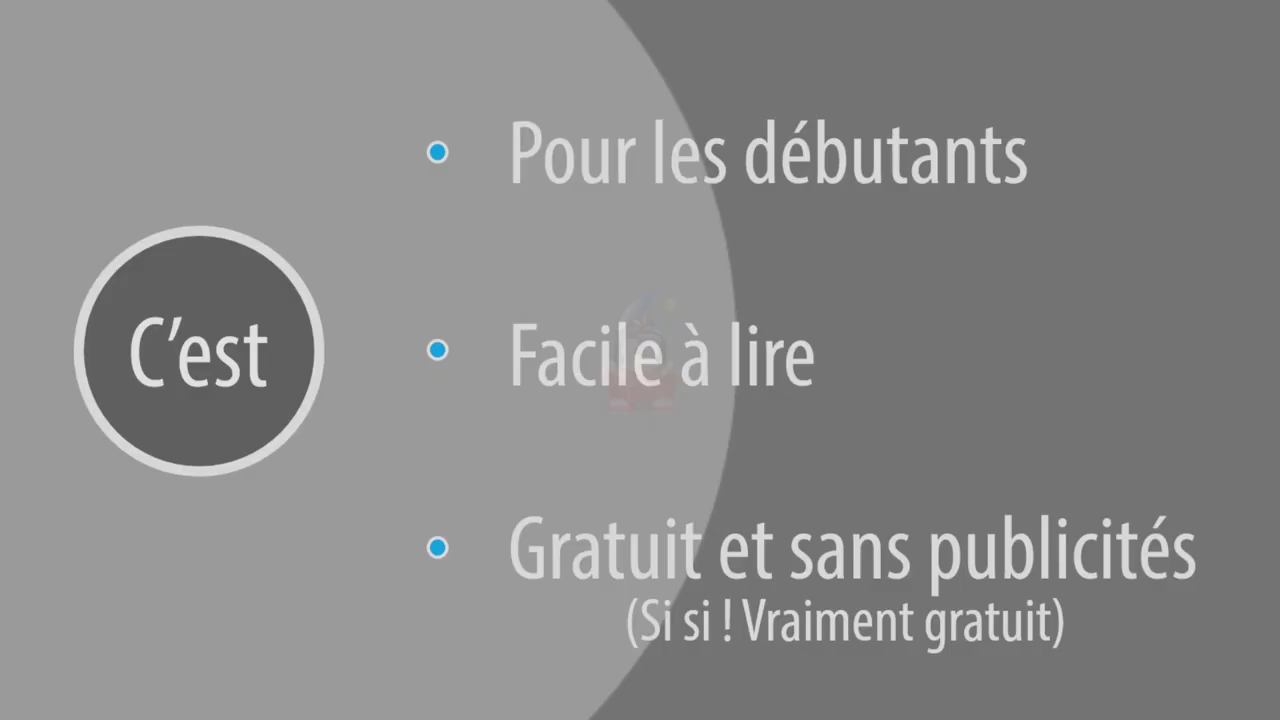 C’est
Pour les débutants
Facile à lire
Gratuit et sans publicités
(Si si ! Vraiment gratuit)